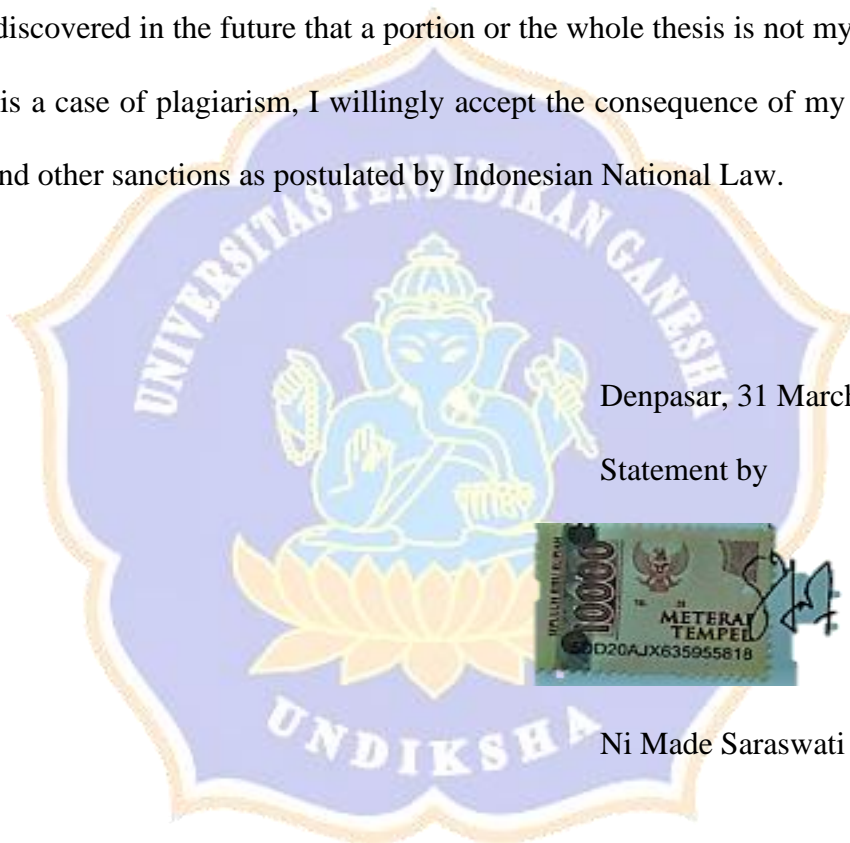 discovered in the future that a portion or the whole thesis is not my
is a case of plagiarism, I willingly accept the consequence of my
nd other sanctions as postulated by Indonesian National Law.
UNIVERSITAS PENDIDIKAN GANESHA
Denpasar, 31 March
Statement by
10000
METERAI
TEMPEL
DD20AJX635955818
UNDIKSHA
Ni Made Saraswati